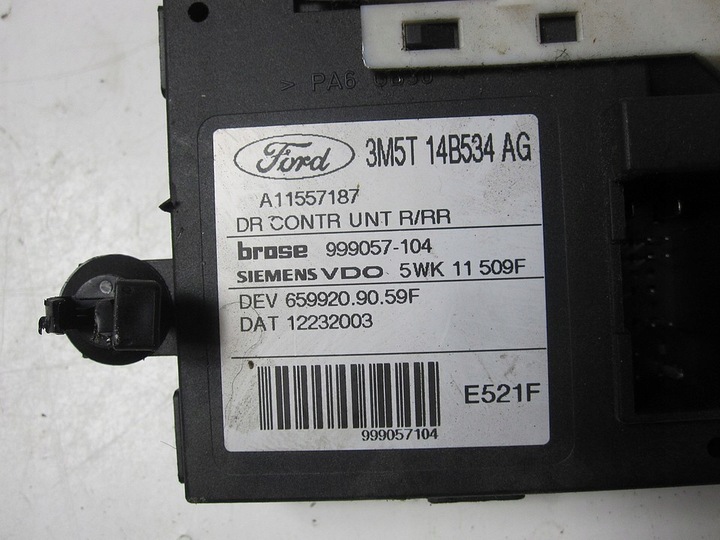 > PA6
Ford 3M5T 14B534 AG
A11557187
DR CONTR UNT R/RR
brose 999057-104
SIEMENS VDO 5WK 11 509F
DEV 659920.90.59F
DAT 12232003
E521F
999057104